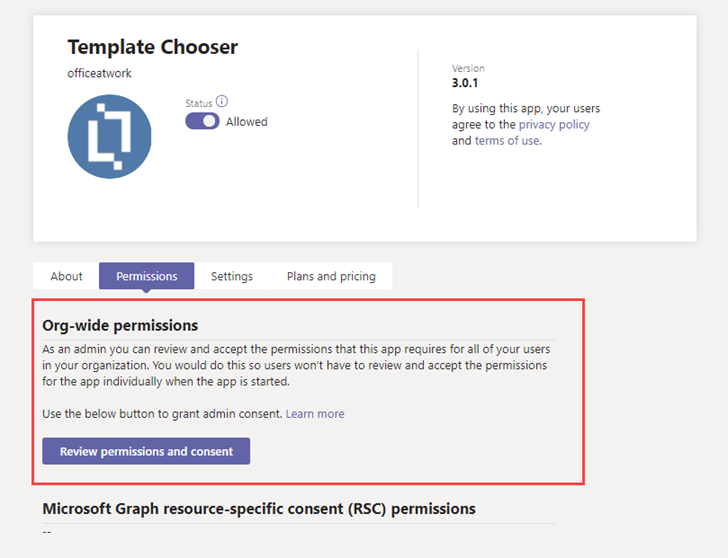 Template Chooser
officeatwork
Status
Allowed
Version
3.0.1
By using this app, your users
agree to the privacy policy
and terms of use.
About Permissions Settings Plans and pricing
Org-wide permissions
As an admin you can review and accept the permissions that this app requires for all of your users
in your organization. You would do this so users won't have to review and accept the permissions
for the app individually when the app is started.
Use the below button to grant admin consent. Learn more
Review permissions and consent
Microsoft Graph resource-specific consent (RSC) permissions
--